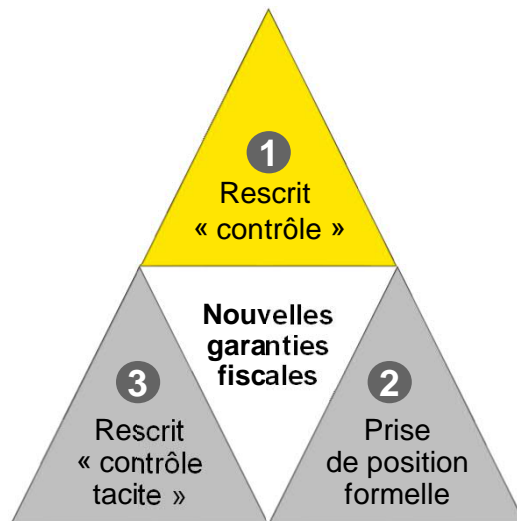 1
Rescrit
« contrôle »
Nouvelles
garanties
fiscales
3
Rescrit
« contrôle
tacite »
2
Prise
de position
formelle